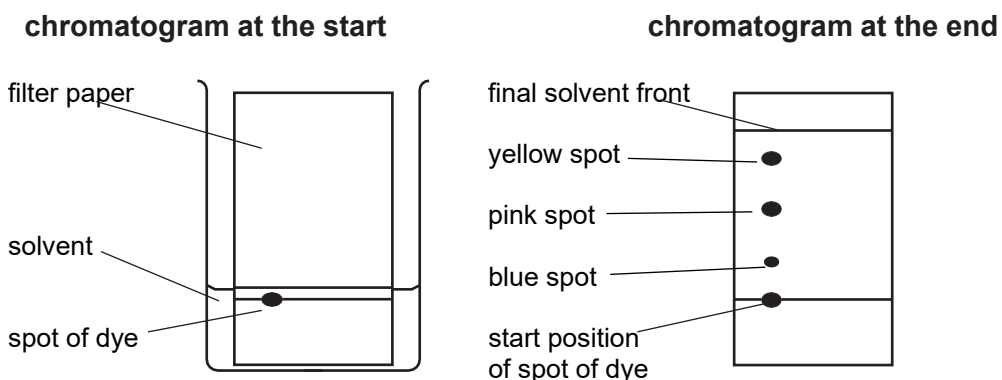 chromatogram at the start
filter paper
solvent
spot of dye
chromatogram at the end
final solvent front
yellow spot
pink spot
blue spot
start position
of spot of dye